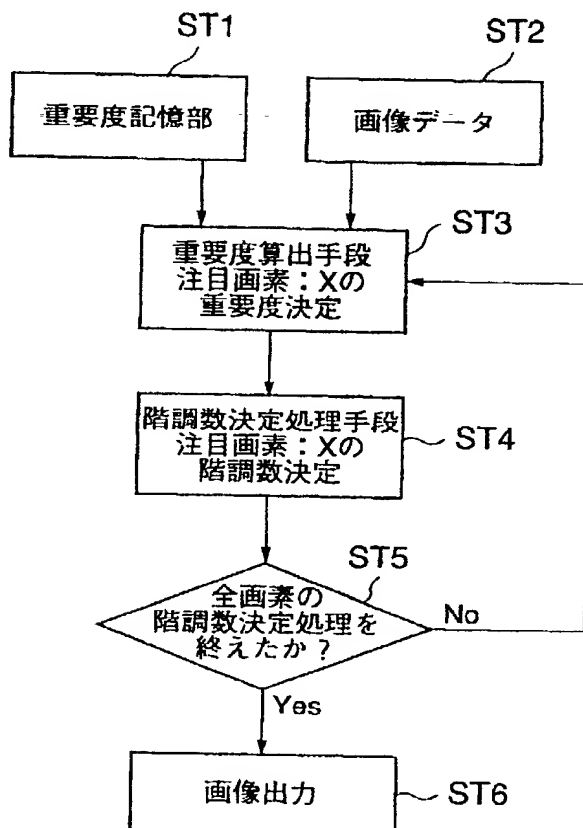 ST1
重要度記憶部
ST2
画像データ
ST3
重要度算出手段
注目画素：Xの
重要度決定
階調数決定処理手段
注目画素：Xの
階調数決定
ST4
ST5
全画素の
階調数決定処理を
終えたか？
No
Yes
画像出力
ST6